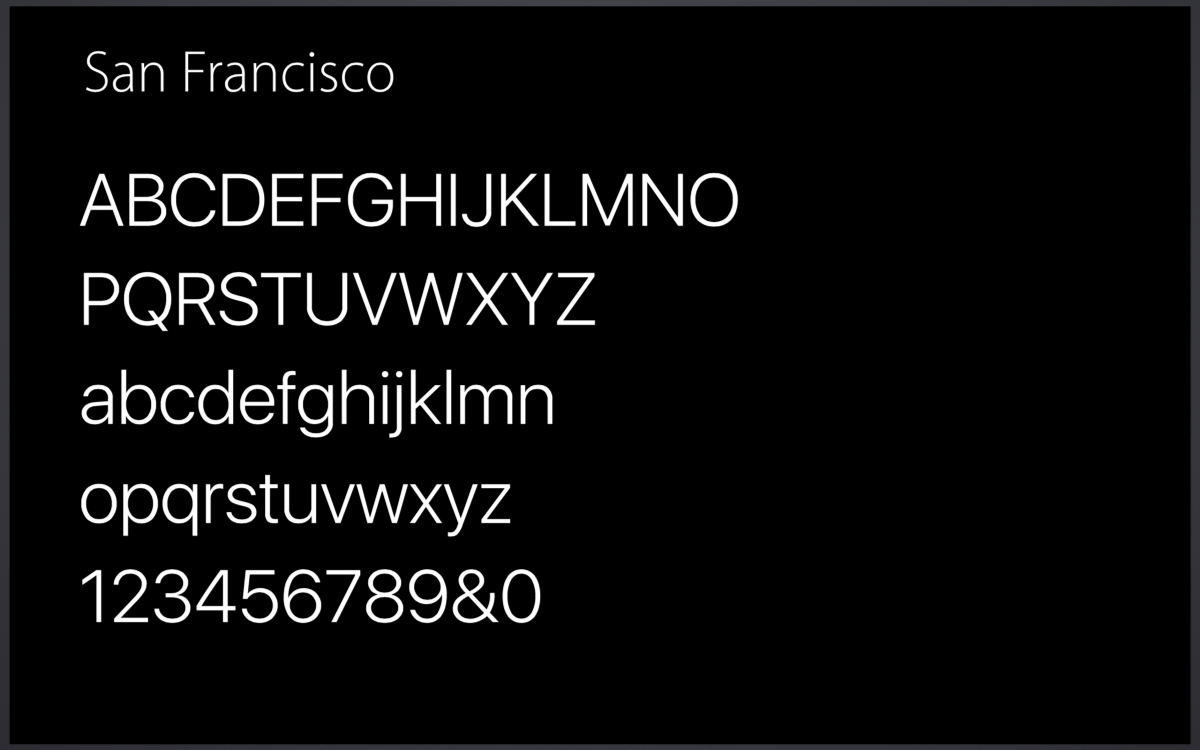 San Francisco
ABCDEFGHIJKLMNO
PQRSTUVWXYZ
abcdefghijklmn
opqrstuvwxyz
123456789&0